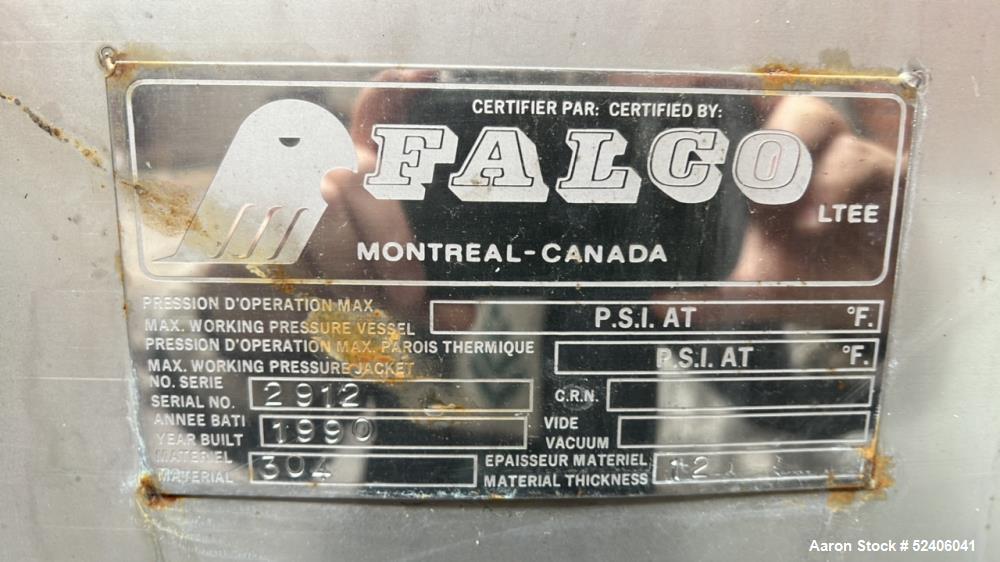 CERTIFIER PAR: CERTIFIED BY:
FALCO
LTEE
MONTREAL-CANADA
PRESSION D'OPERATION MAX.
MAX. WORKING PRESSURE VESSEL P.S.I. AT °F.
PRESSION D'OPERATION MAX. PAROIS THERMIQUE
MAX. WORKING PRESSURE JACKET P.S.I. AT °F.
NO. SERIE
SERIAL NO. 2912 C.R.N.
ANNEE BATI
YEAR BUILT 1990
VIDE
VACUUM
MATERIEL
MATERIAL 304
EPAISSEUR MATERIEL
MATERIAL THICKNESS 12
Aaron Stock # 52406041